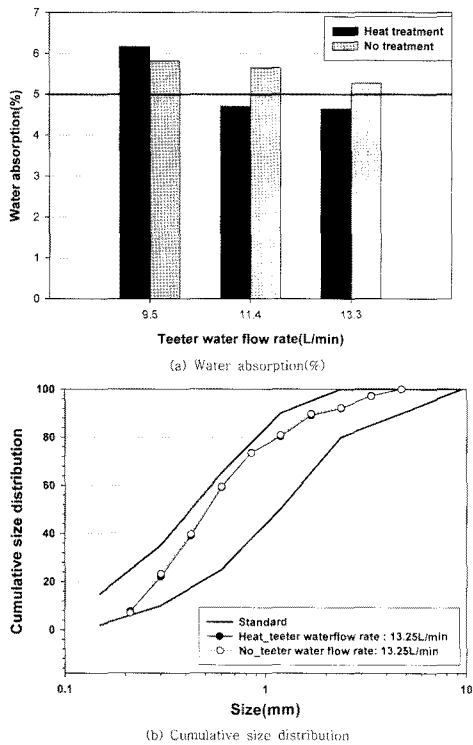 7
6
5
4
3
2
1
0
Water absorption(%)
Heat treatment
No treatment
9.5
11.4
13.3
Teeter water flow rate(L/min)
(a) Water absorption(%)
100
80
60
40
20
0
Cumulative size distribution
Standard
Heat_teeter waterflow rate : 13.25L/min
No_teeter water flow rate: 13.25L/min
0.1
1
10
Size(mm)
(b) Cumulative size distribution